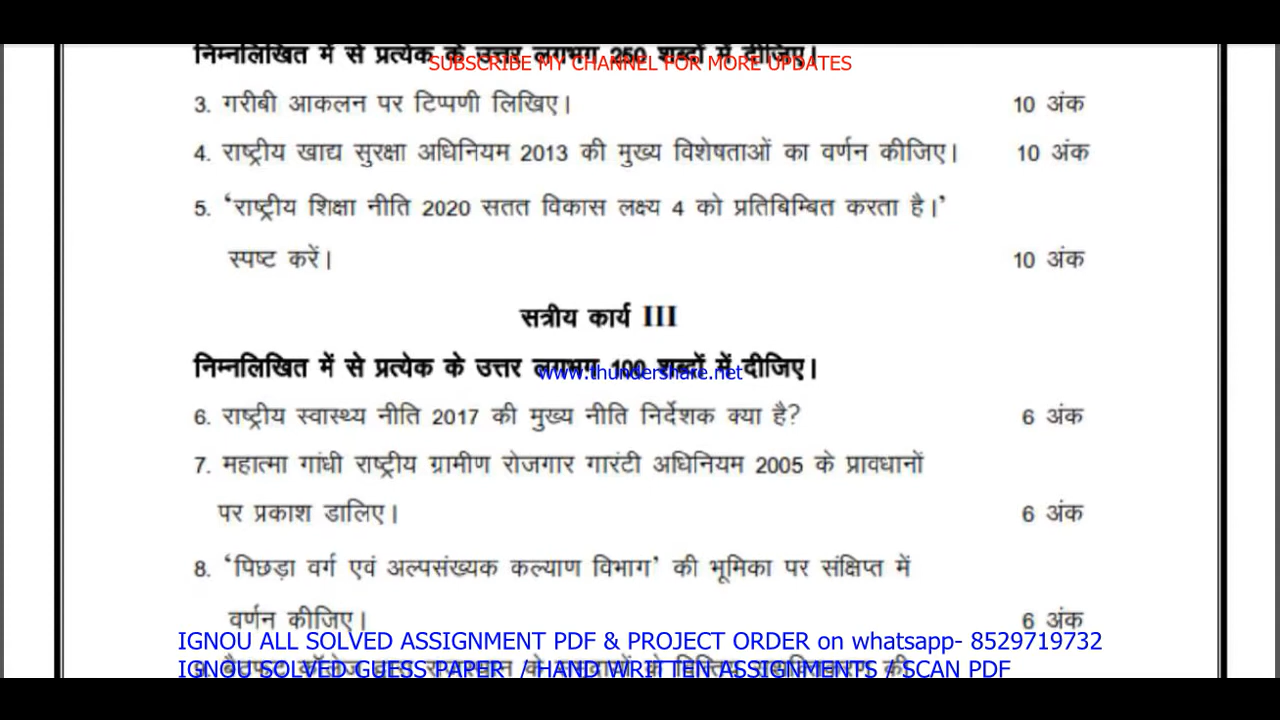 निम्नलिखित में से प्रत्येक के उत्तर लगभग 250 शब्दों में दीजिए।
SUBSCRIBE MY CHANNEL FOR MORE UPDATES
3. गरीबी आकलन पर टिप्पणी लिखिए। 10 अंक
4. राष्ट्रीय खाद्य सुरक्षा अधिनियम 2013 की मुख्य विशेषताओं का वर्णन कीजिए। 10 अंक
5. ‘राष्ट्रीय शिक्षा नीति 2020 सतत विकास लक्ष्य 4 को प्रतिबिम्बित करता है।’
स्पष्ट करें। 10 अंक
सत्रीय कार्य III
निम्नलिखित में से प्रत्येक के उत्तर लगभग 100 शब्दों में दीजिए।
www.thundershare.net
6. राष्ट्रीय स्वास्थ्य नीति 2017 की मुख्य नीति निर्देशक क्या है? 6 अंक
7. महात्मा गांधी राष्ट्रीय ग्रामीण रोजगार गारंटी अधिनियम 2005 के प्रावधानों
पर प्रकाश डालिए। 6 अंक
8. ‘पिछड़ा वर्ग एवं अल्पसंख्यक कल्याण विभाग’ की भूमिका पर संक्षिप्त में
वर्णन कीजिए। 6 अंक
IGNOU ALL SOLVED ASSIGNMENT PDF & PROJECT ORDER on whatsapp- 8529719732
IGNOU SOLVED GUESS PAPER / HAND WRITTEN ASSIGNMENTS / SCAN PDF